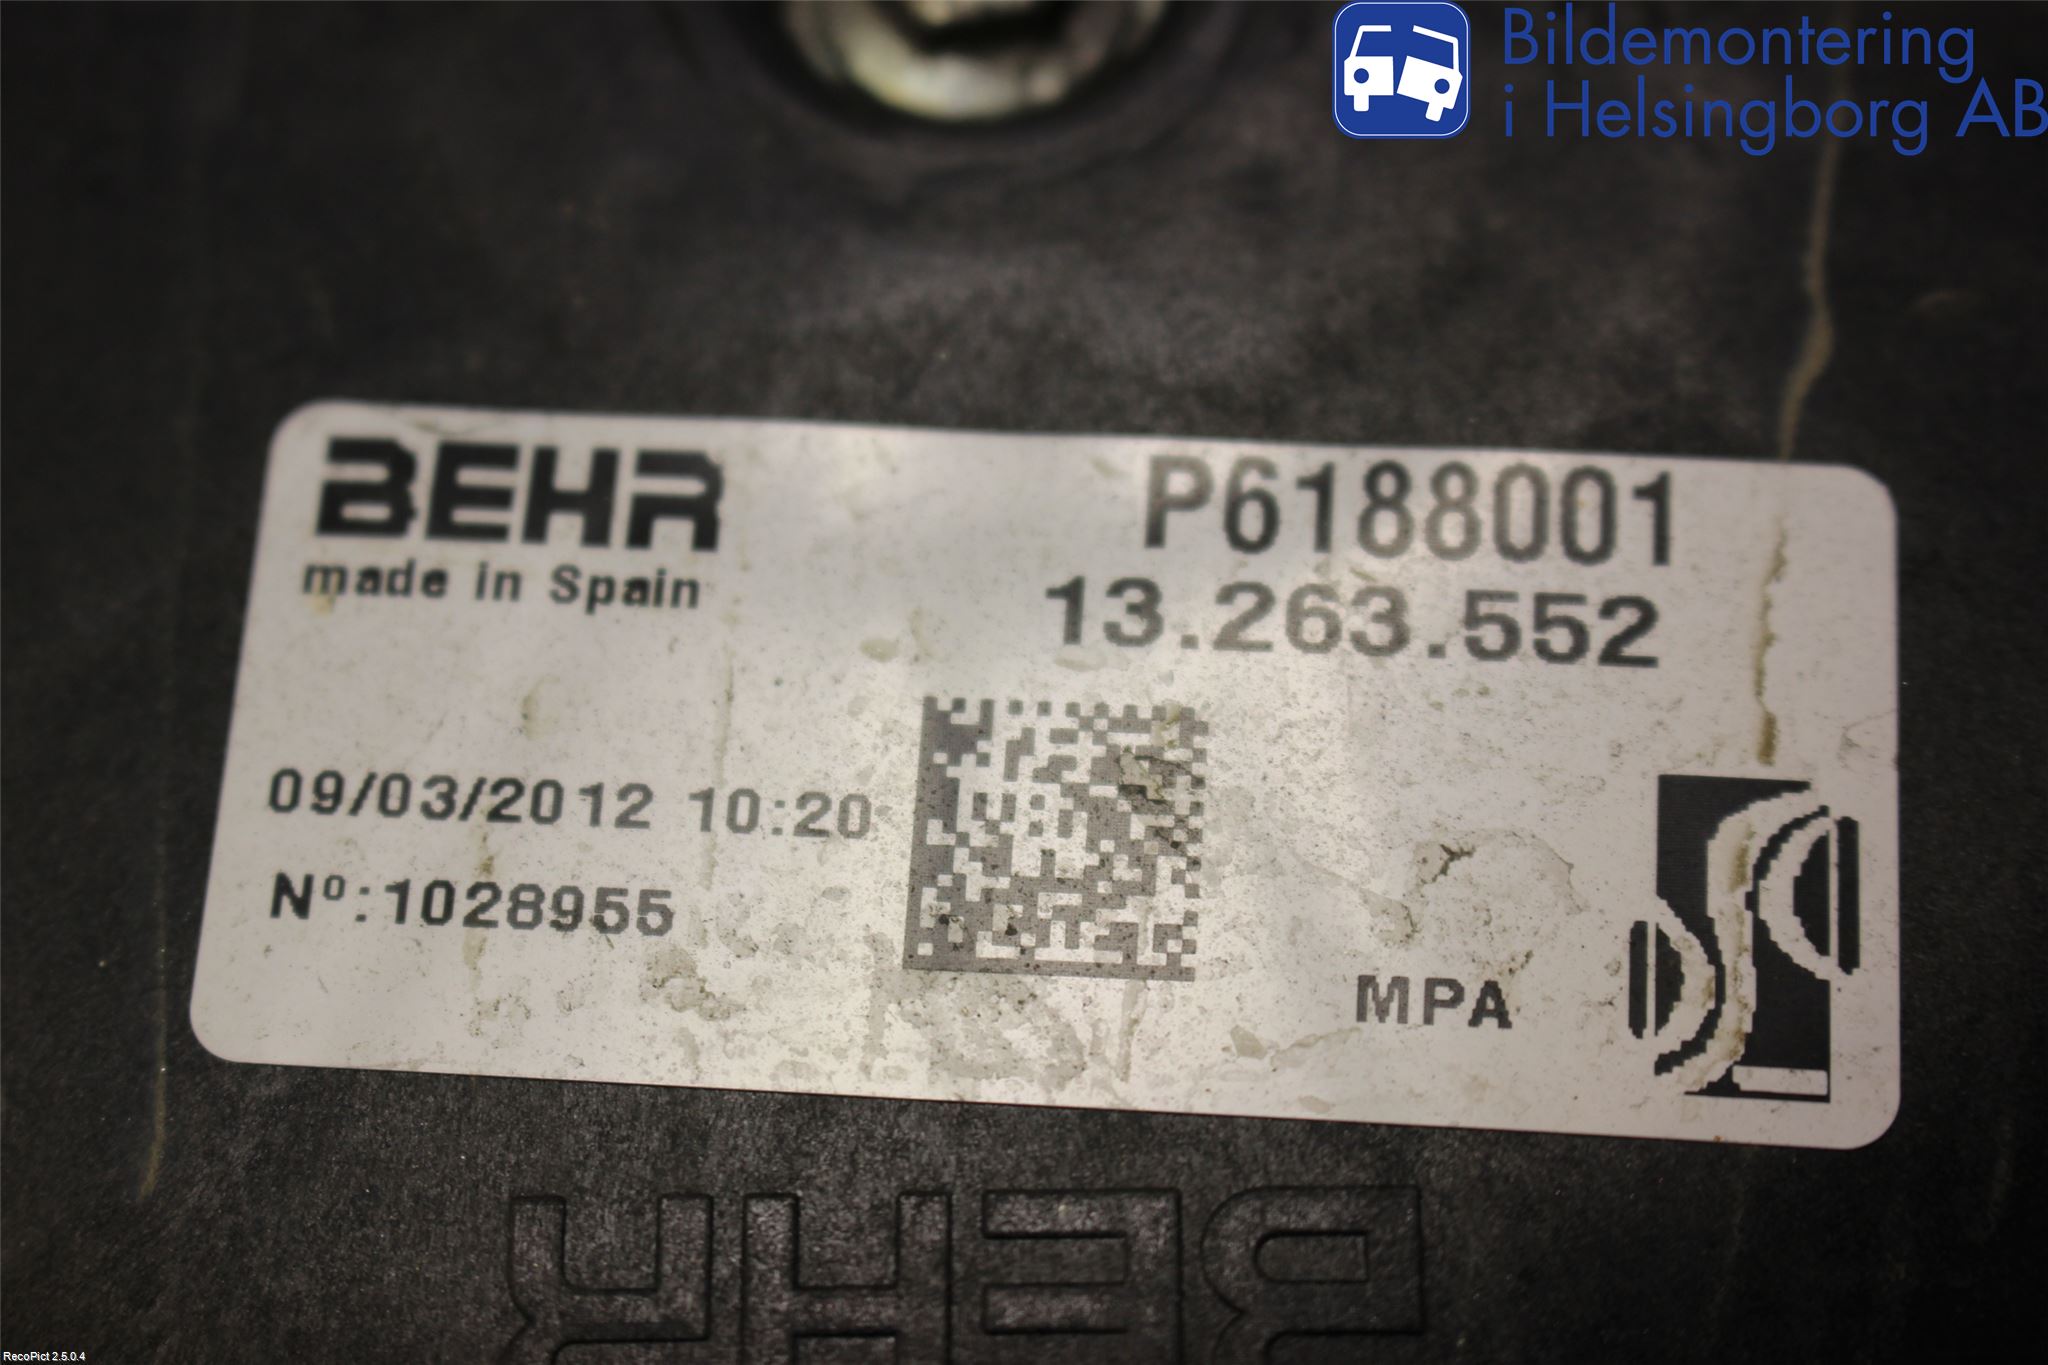 Bildemontering
i Helsingborg AB
BEHR
made in Spain
P6188001
13.263.552
09/03/2012 10:20
Nº:1028955
MPA
BEHR
RecoPict 2.5.0.4